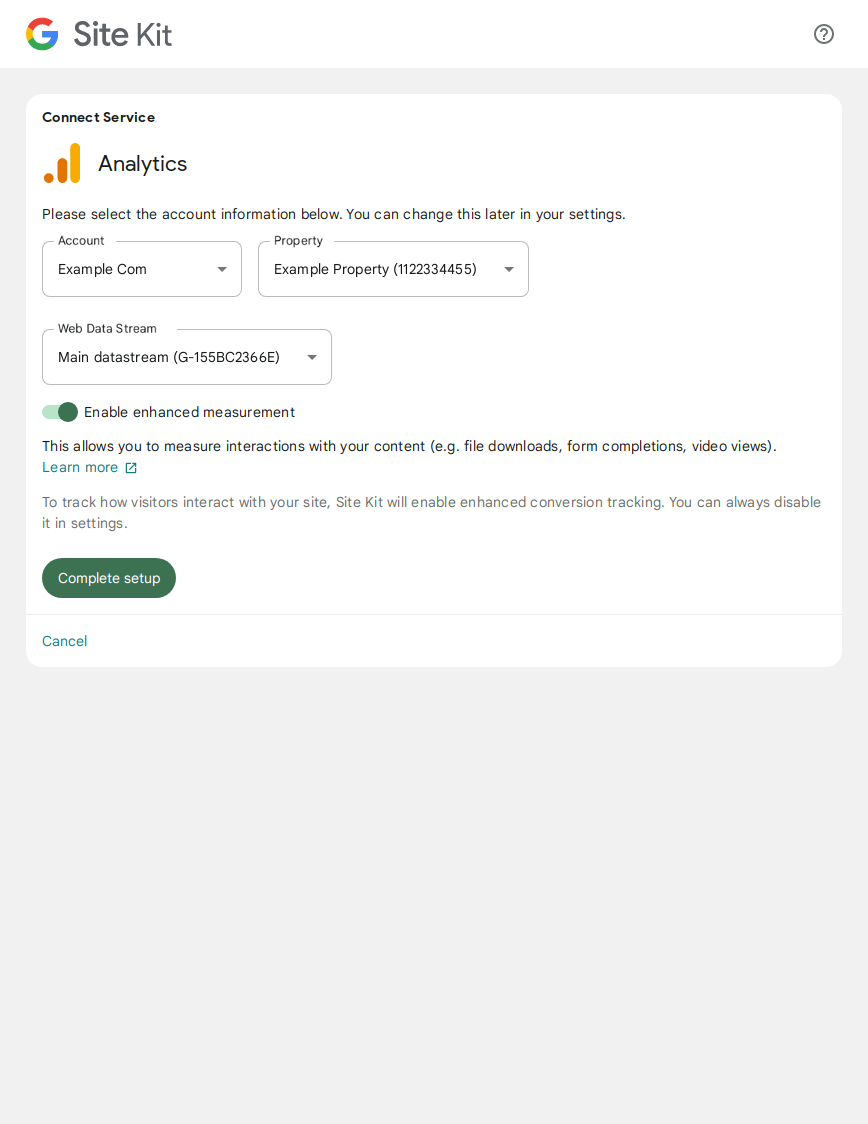 Site Kit
Connect Service
Analytics
Please select the account information below. You can change this later in your settings.
Account
Property
Example Com
Example Property (1122334455)
Web Data Stream
Main datastream (G-155BC2366E)
Enable enhanced measurement
This allows you to measure interactions with your content (e.g. file downloads, form completions, video views).
Learn more
To track how visitors interact with your site, Site Kit will enable enhanced conversion tracking. You can always disable
it in settings.
Complete setup
Cancel